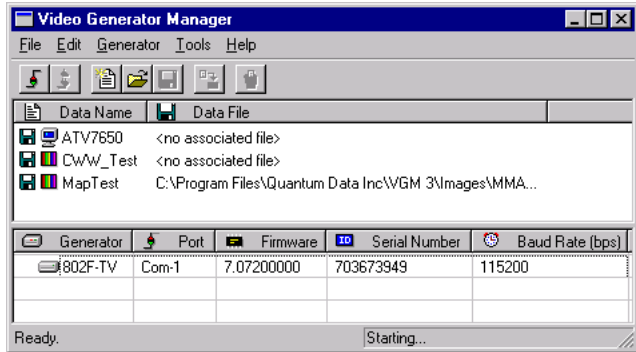 Video Generator Manager
File Edit Generator Tools Help
Data Name Data File
ATV7650 <no associated file>
CWW_Test <no associated file>
MapTest C:\Program Files\Quantum Data Inc\VGM 3\Images\MMA...
Generator Port Firmware ID Serial Number Baud Rate (bps)
802F-TV Com-1 7.07200000 703673949 115200
Ready. Starting...